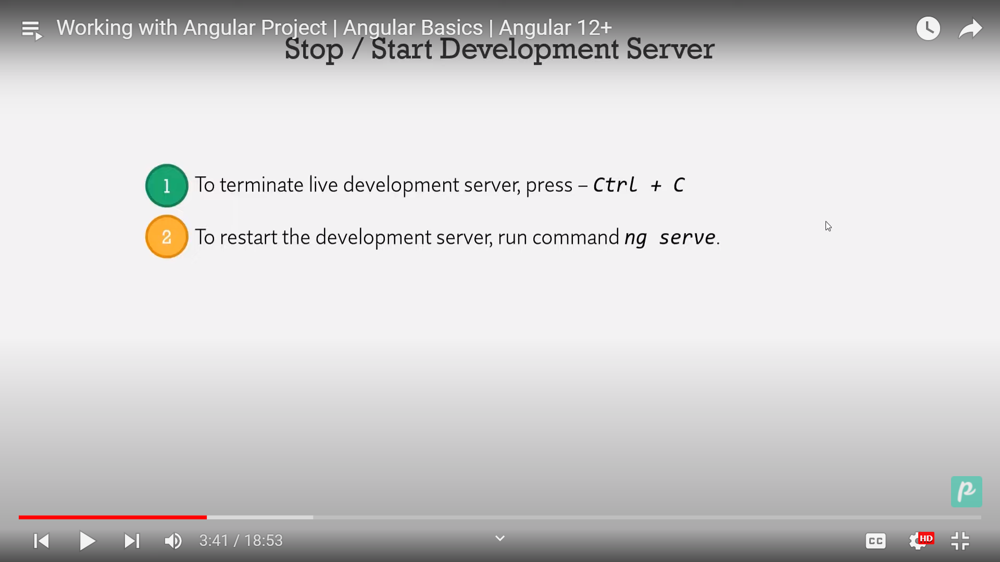 Working with Angular Project | Angular Basics | Angular 12+
Stop / Start Development Server
1 To terminate live development server, press – Ctrl + C
2 To restart the development server, run command ng serve.
p
3:41 / 18:53
CC
HD